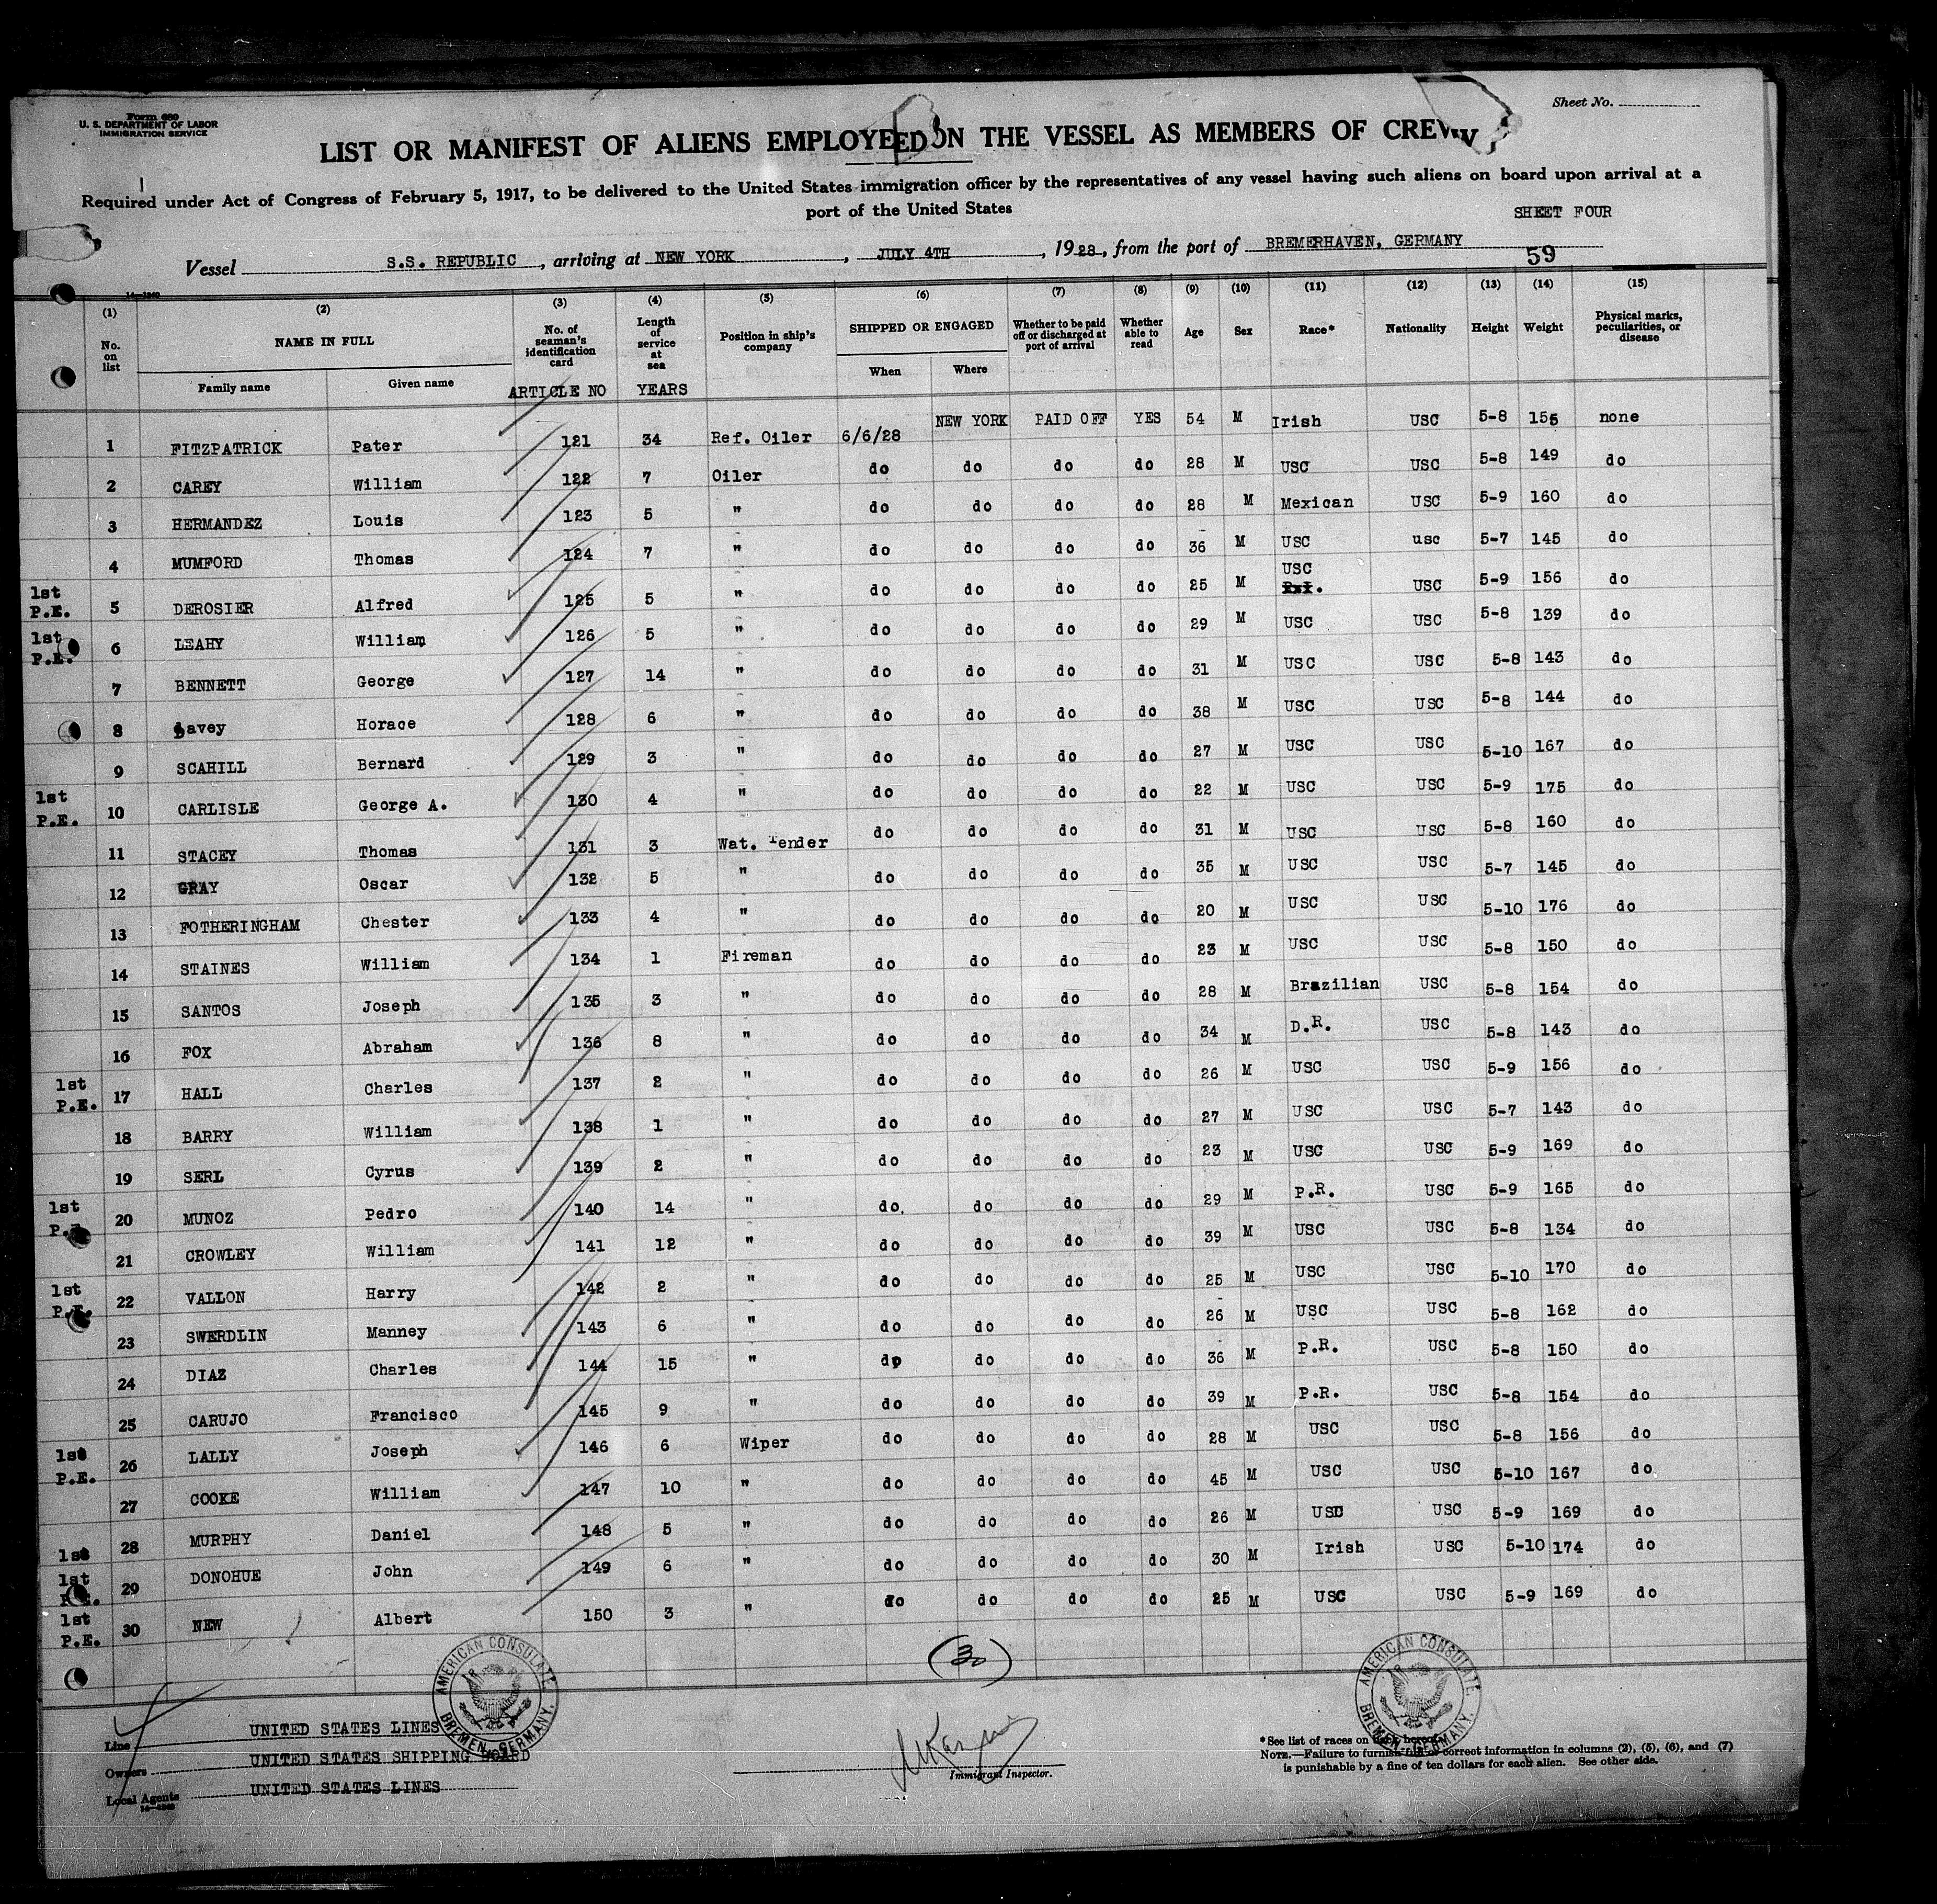 Form 680
U. S. DEPARTMENT OF LABOR
IMMIGRATION SERVICE
Sheet No.
LIST OR MANIFEST OF ALIENS EMPLOYEED ON THE VESSEL AS MEMBERS OF CREW
Required under Act of Congress of February 5, 1917, to be delivered to the United States immigration officer by the representatives of any vessel having such aliens on board upon arrival at a
port of the United States
SHEET FOUR
Vessel S.S. REPUBLIC, arriving at NEW YORK, JULY 4TH, 1928, from the port of BREMERHAVEN, GERMANY
59
14—1240
(1) (2) (3) (4) (5) (6) (7) (8) (9) (10) (11) (12) (13) (14) (15)
No. on list NAME IN FULL No. of seaman's identification card Length of service at sea Position in ship's company SHIPPED OR ENGAGED Whether to be paid off or discharged at port of arrival Whether able to read Age Sex Race* Nationality Height Weight Physical marks, peculiarities, or disease
Family name Given name When Where
ARTICLE NO YEARS
1 FITZPATRICK Pater 121 34 Ref. Oiler 6/6/28 NEW YORK PAID OFF YES 54 M Irish USC 5-8 155 none
2 CAREY William 122 7 Oiler do do do do 28 M USC USC 5-8 149 do
3 HERMANDEZ Louis 123 5 " do do do do 28 M Mexican USC 5-9 160 do
4 MUMFORD Thomas 124 7 " do do do do 36 M USC usc 5-7 145 do
1st P.E. 5 DEROSIER Alfred 125 5 " do do do do 25 M USC USC 5-9 156 do
1st P.E. 6 LEAHY William 126 5 " do do do do 29 M USC USC 5-8 139 do
7 BENNETT George 127 14 " do do do do 31 M USC USC 5-8 143 do
8 avey Horace 128 6 " do do do do 38 M USC USC 5-8 144 do
9 SCAHILL Bernard 129 3 " do do do do 27 M USC USC 5-10 167 do
1st P.E. 10 CARLISLE George A. 130 4 " do do do do 22 M USC USC 5-9 175 do
11 STACEY Thomas 131 3 Wat. Tender do do do do 31 M USC USC 5-8 160 do
12 GRAY Oscar 132 5 " do do do do 35 M USC USC 5-7 145 do
13 FOTHERINGHAM Chester 133 4 " do do do do 20 M USC USC 5-10 176 do
14 STAINES William 134 1 Fireman do do do do 23 M USC USC 5-8 150 do
15 SANTOS Joseph 135 3 " do do do do 28 M Brazilian USC 5-8 154 do
16 FOX Abraham 136 8 " do do do do 34 M D.R. USC 5-8 143 do
1st P.E. 17 HALL Charles 137 2 " do do do do 26 M USC USC 5-9 156 do
18 BARRY William 138 1 " do do do do 27 M USC USC 5-7 143 do
19 SERL Cyrus 139 2 " do do do do 23 M USC USC 5-9 169 do
1st P. 20 MUNOZ Pedro 140 14 " do. do do do 29 M P.R. USC 5-9 165 do
21 CROWLEY William 141 12 " do do do do 39 M USC USC 5-8 134 do
1st P.E. 22 VALLON Harry 142 2 " do do do do 25 M USC USC 5-10 170 do
23 SWERDLIN Manney 143 6 " do do do do 26 M USC USC 5-8 162 do
24 DIAZ Charles 144 15 " do do do do 36 M P.R. USC 5-8 150 do
25 CARUJO Francisco 145 9 " do do do do 39 M P.R. USC 5-8 154 do
1st P.E. 26 LALLY Joseph 146 6 Wiper do do do do 28 M USC USC 5-8 156 do
27 COOKE William 147 10 " do do do do 45 M USC USC 5-10 167 do
1st 28 MURPHY Daniel 148 5 " do do do do 26 M USC USC 5-9 169 do
1st P.E. 29 DONOHUE John 149 6 " do do do do 30 M Irish USC 5-10 174 do
1st P.E. 30 NEW Albert 150 3 " do do do do 25 M USC USC 5-9 169 do
(30)
AMERICAN CONSULATE BREMEN, GERMANY.
AMERICAN CONSULATE BREMEN, GERMANY.
Line UNITED STATES LINES
Owners UNITED STATES SHIPPING BOARD
Local Agents UNITED STATES LINES
14—1240
Immigrant Inspector.
*See list of races on back hereof.
NOTE.—Failure to furnish full or correct information in columns (2), (5), (6), and (7)
is punishable by a fine of ten dollars for each alien. See other side.